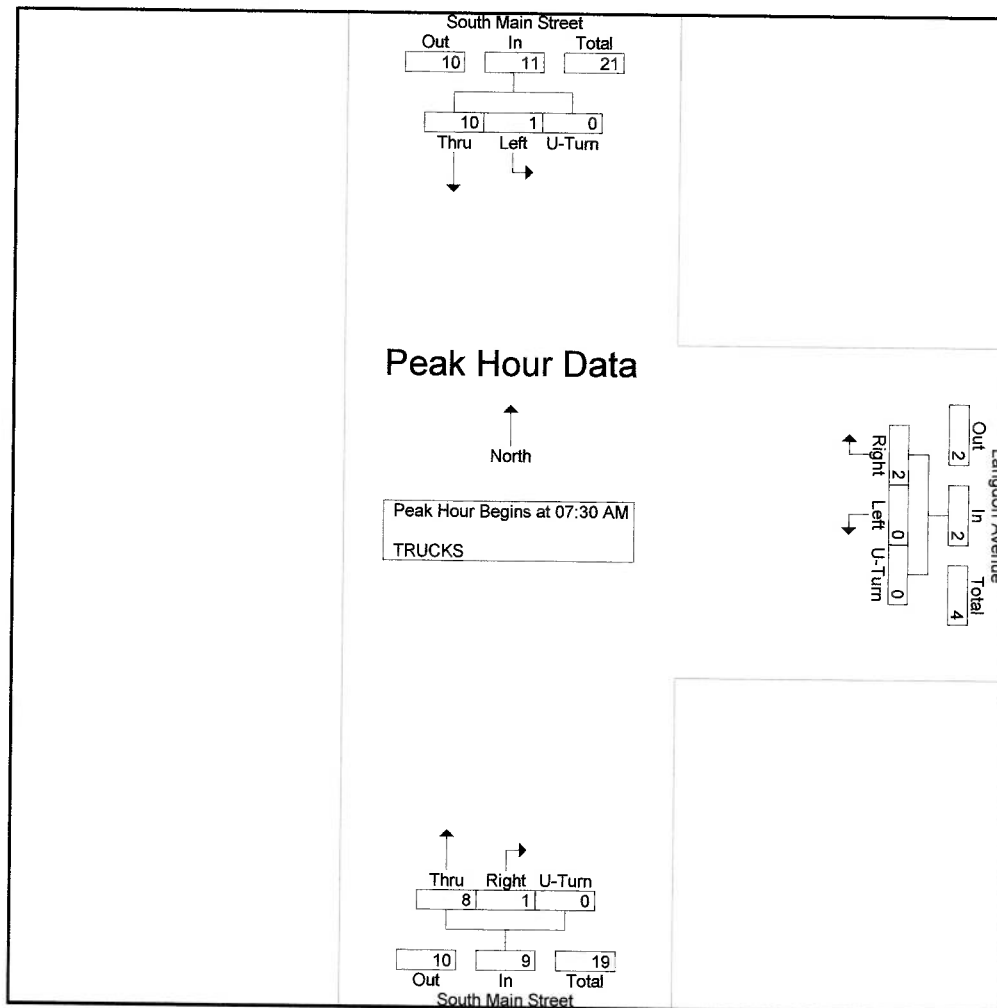 South Main Street
Out In Total
10 11 21
10 1 0
Thru Left U-Turn
Peak Hour Data
North
Peak Hour Begins at 07:30 AM
TRUCKS
Langdon Avenue
Out In Total
2 2 4
2 0 0
Right Left U-Turn
Thru Right U-Turn
8 1 0
10 9 19
Out In Total
South Main Street